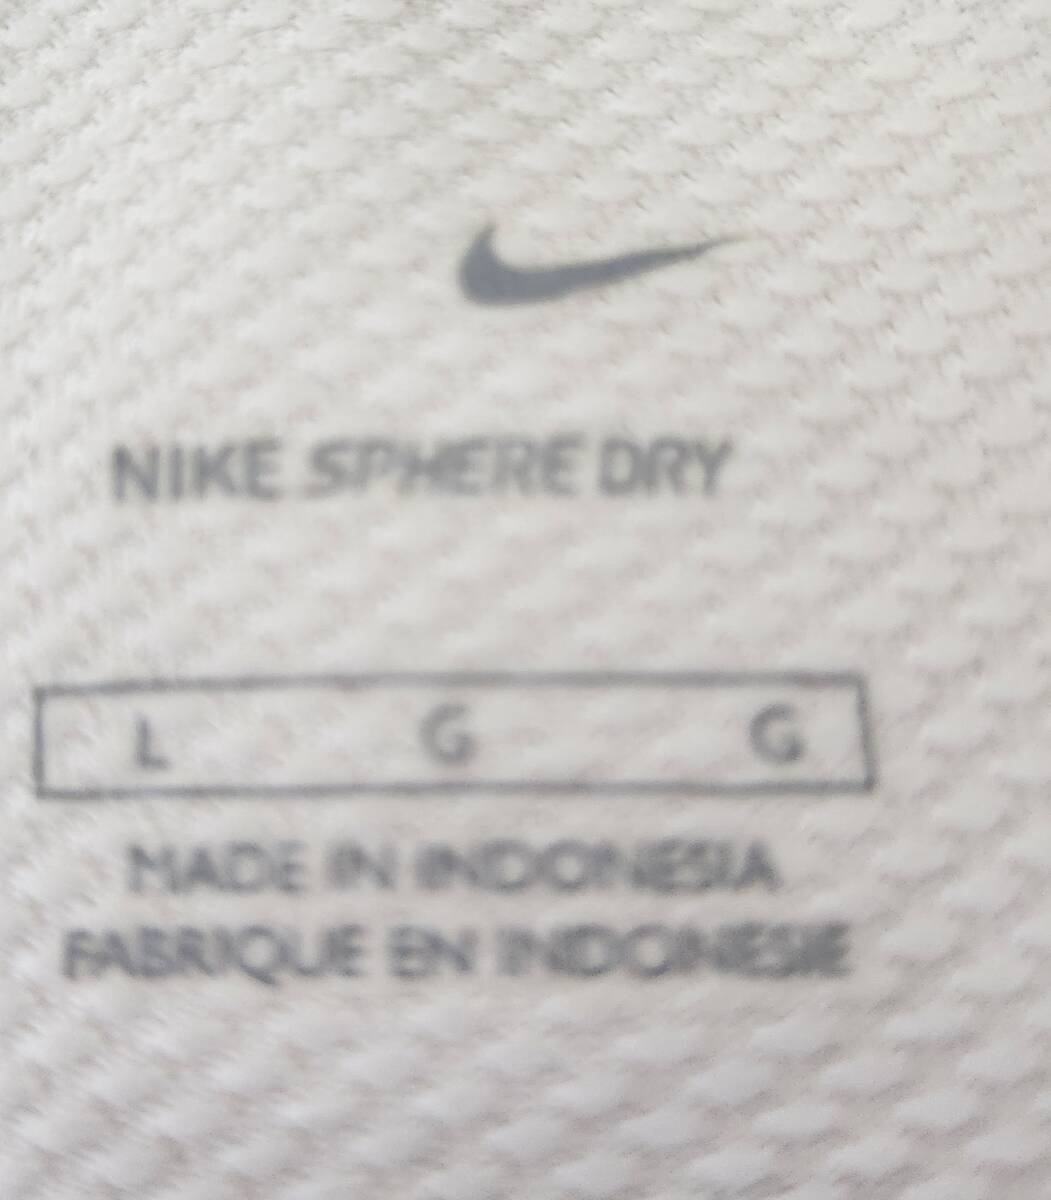 NIKE SPHERE DRY
L G G
MADE IN INDONESIA
FABRIQUE EN INDONESIE